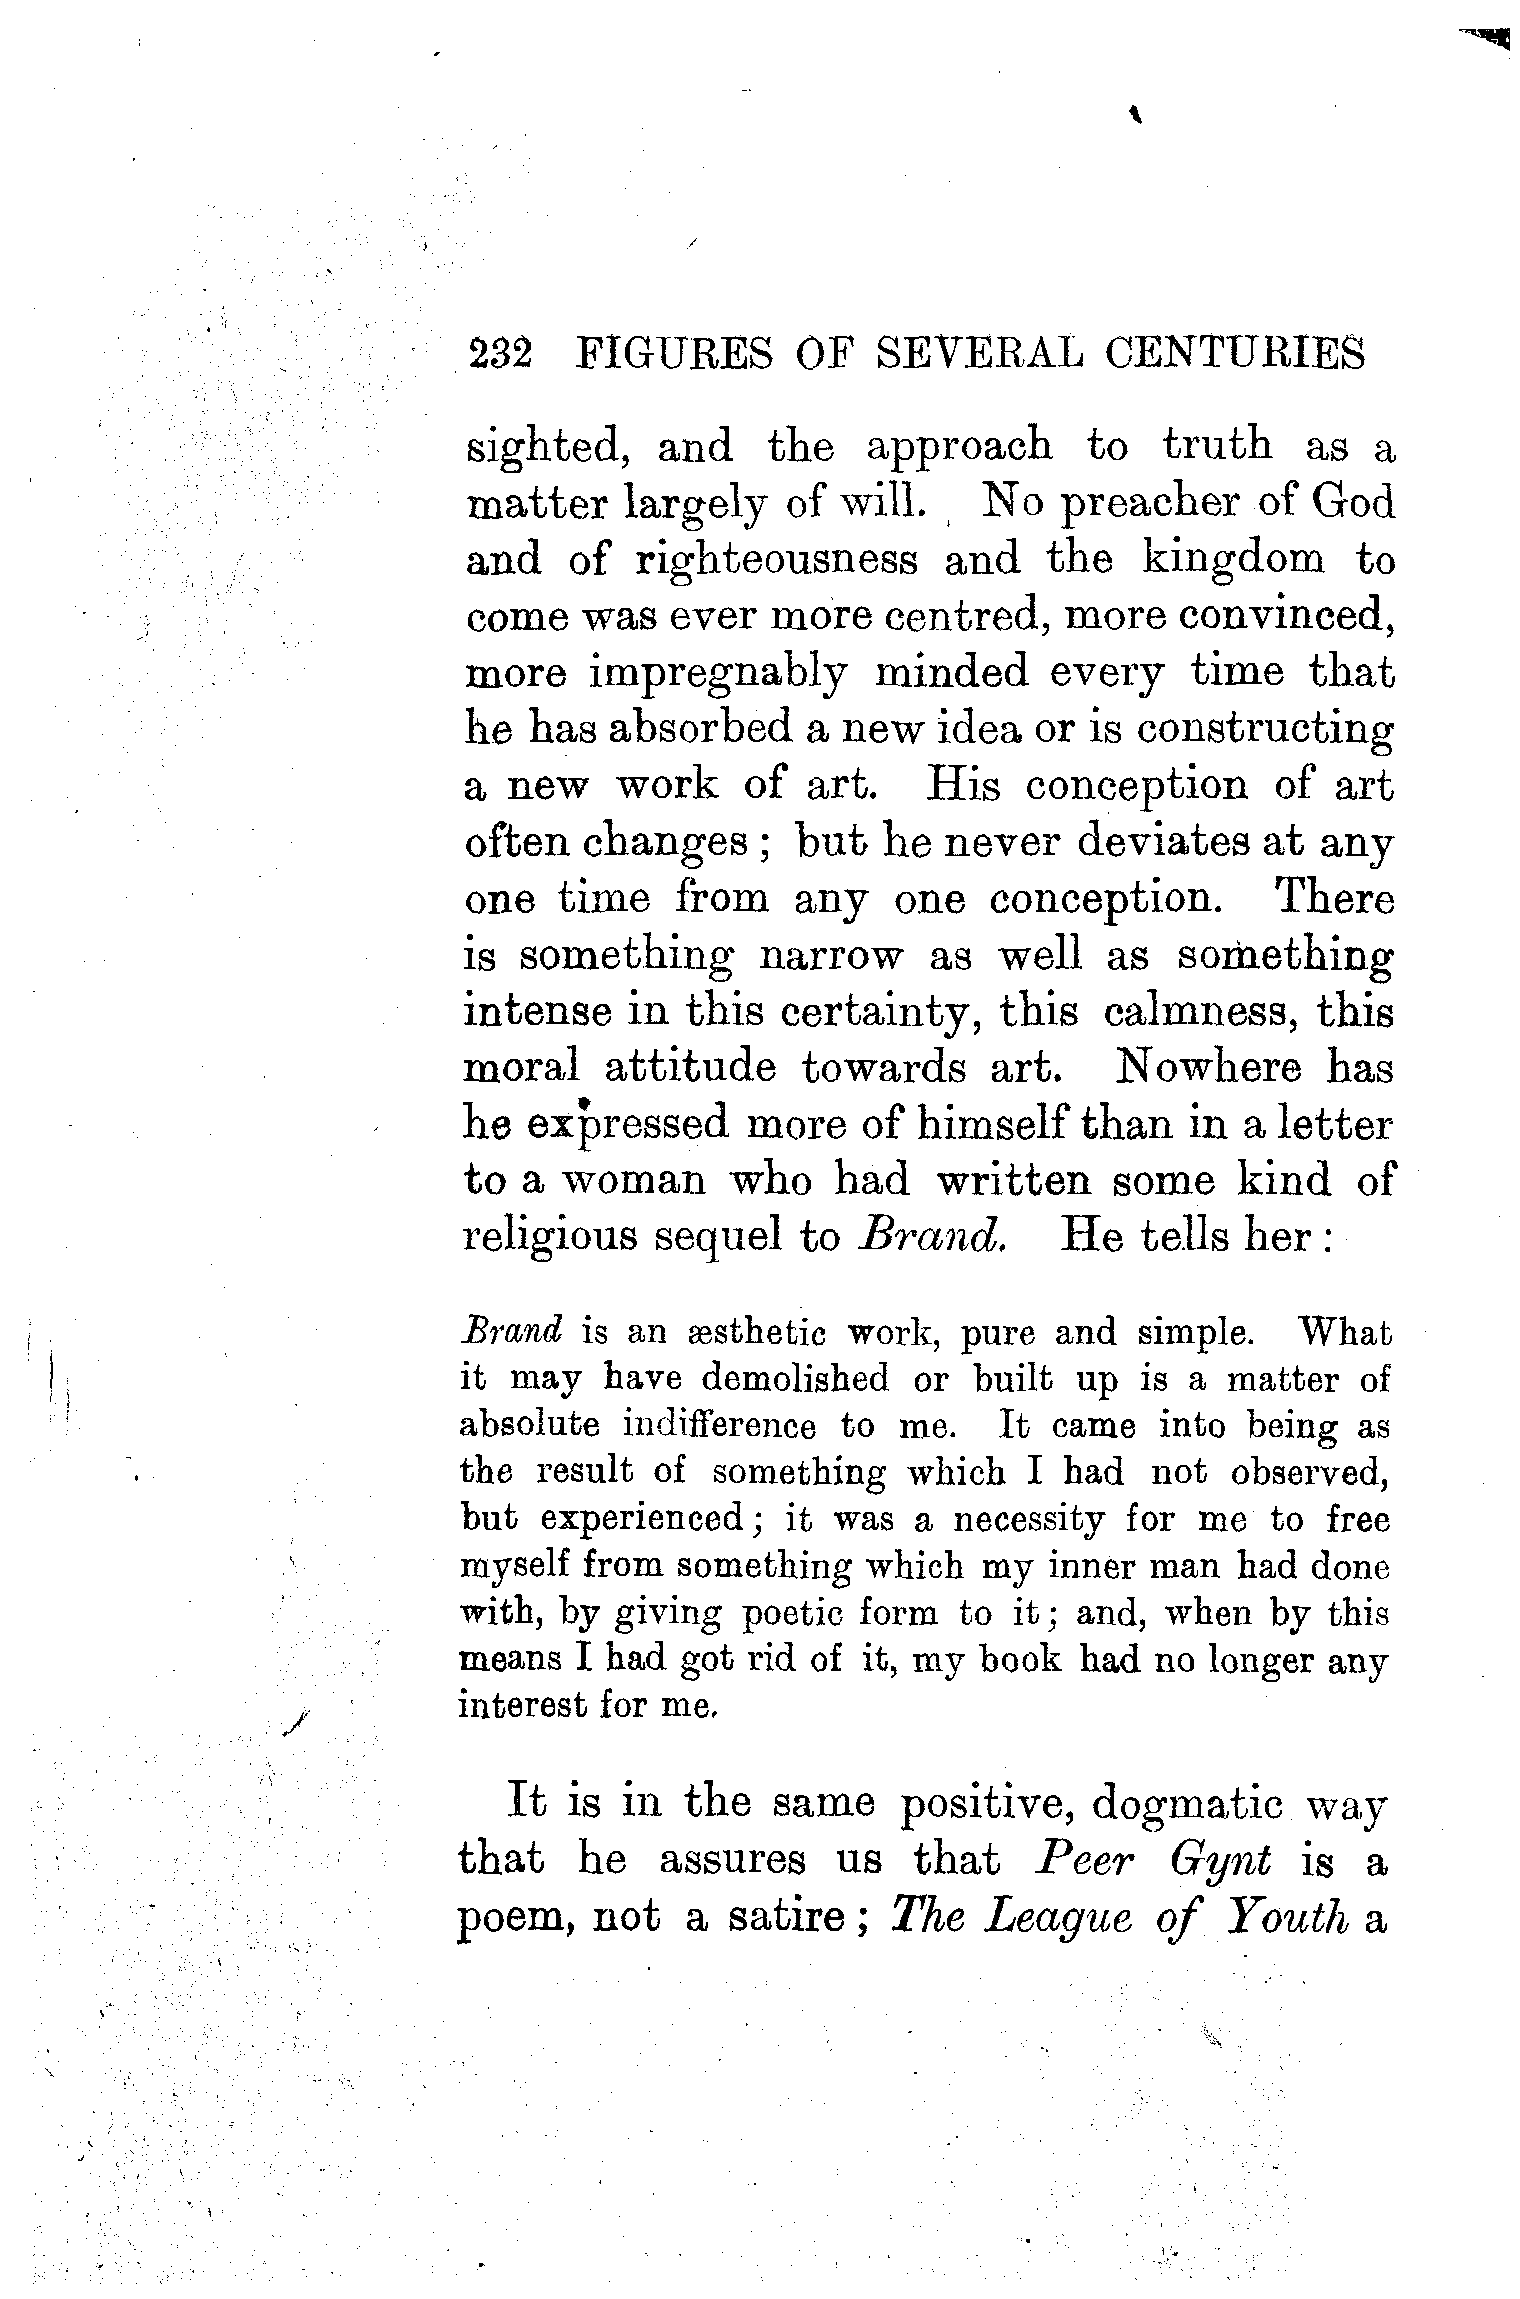 232 FIGURES OF SEVERAL CENTURIES
sighted, and the approach to truth as a
matter largely of will. No preacher of God
and of righteousness and the kingdom to
come was ever more centred, more convinced,
more impregnably minded every time that
he has absorbed a new idea or is constructing
a new work of art. His conception of art
often changes ; but he never deviates at any
one time from any one conception. There
is something narrow as well as something
intense in this certainty, this calmness, this
moral attitude towards art. Nowhere has
he expressed more of himself than in a letter
to a woman who had written some kind of
religious sequel to Brand. He tells her :
Brand is an æsthetic work, pure and simple. What
it may have demolished or built up is a matter of
absolute indifference to me. It came into being as
the result of something which I had not observed,
but experienced; it was a necessity for me to free
myself from something which my inner man had done
with, by giving poetic form to it; and, when by this
means I had got rid of it, my book had no longer any
interest for me.
It is in the same positive, dogmatic way
that he assures us that Peer Gynt is a
poem, not a satire ; The League of Youth a